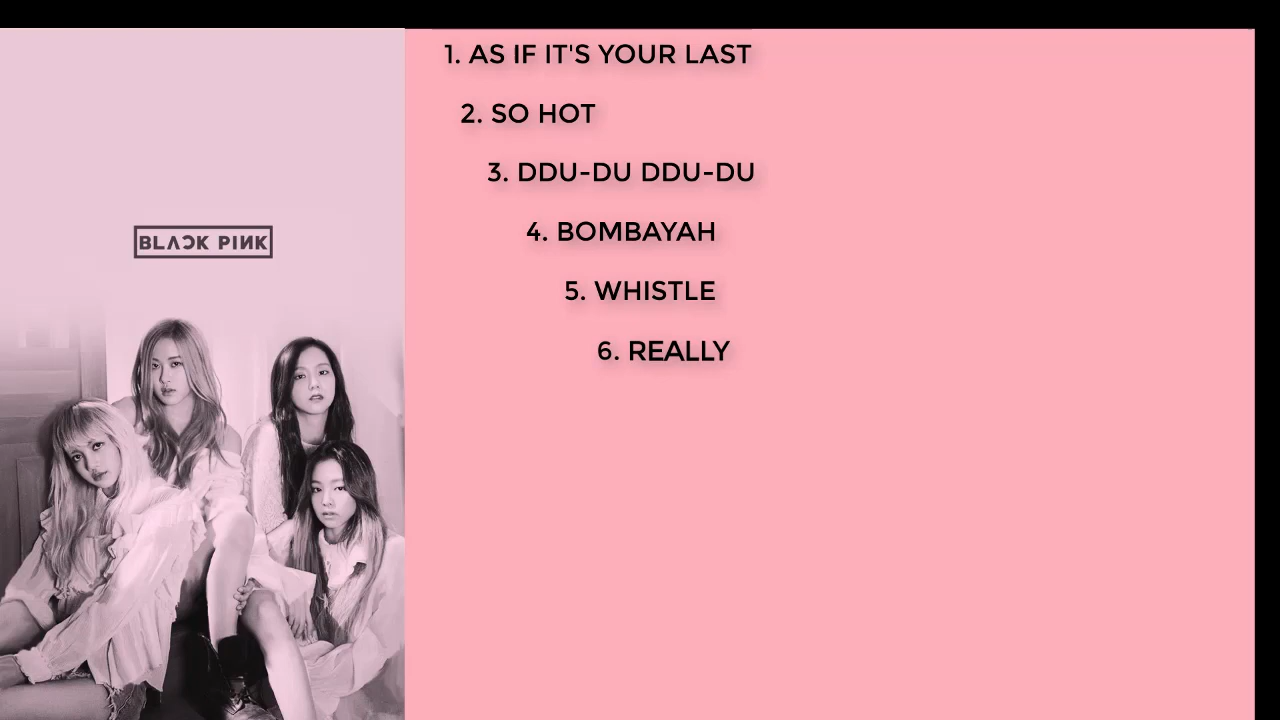 BLACK PINK
1. AS IF IT'S YOUR LAST
2. SO HOT
3. DDU-DU DDU-DU
4. BOMBAYAH
5. WHISTLE
6. REALLY